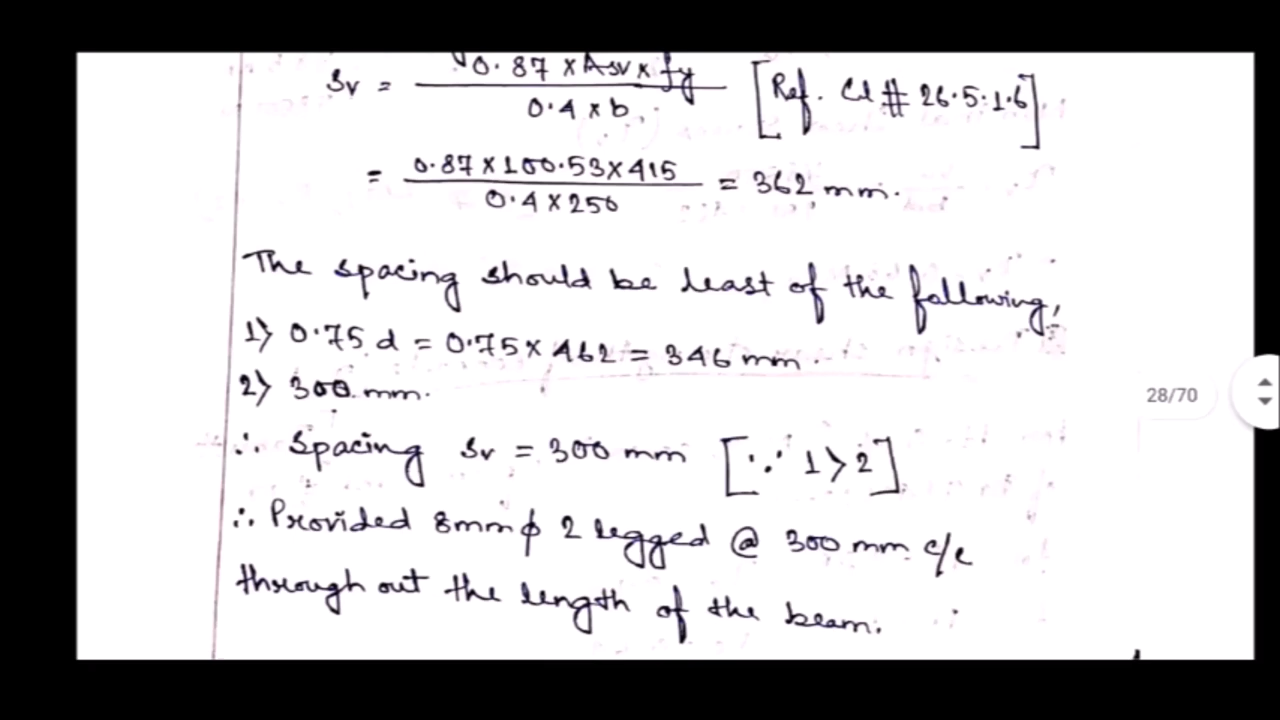 Sv = 0.87 x Asv x fy / 0.4 x b [Ref. Cl # 26.5.1.6]
= 0.87 x 100.53 x 415 / 0.4 x 250 = 362 mm.
The spacing should be least of the following,
1) 0.75 d = 0.75 x 462 = 346 mm.
2) 300 mm.
∴ Spacing Sv = 300 mm [∵ 1 > 2]
∴ Provided 8mm ϕ 2 legged @ 300 mm c/c
through out the length of the beam.
28/70